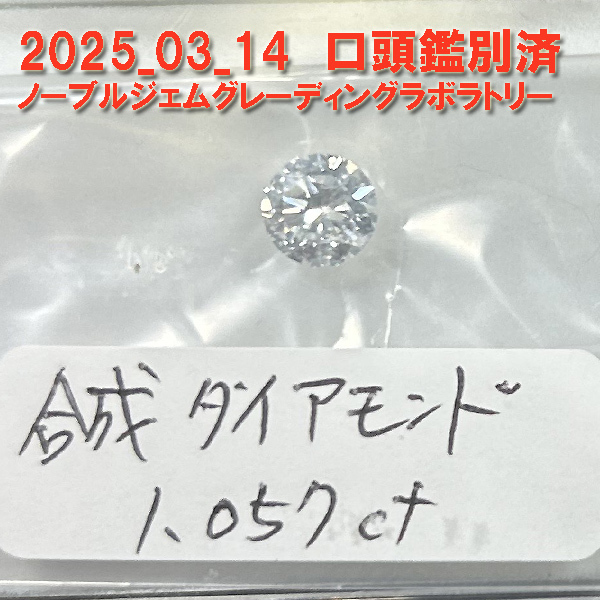 2025_03_14 口頭鑑別済
ノーブルジェムグレーディングラボラトリー
合成ダイアモンド
1.057ct